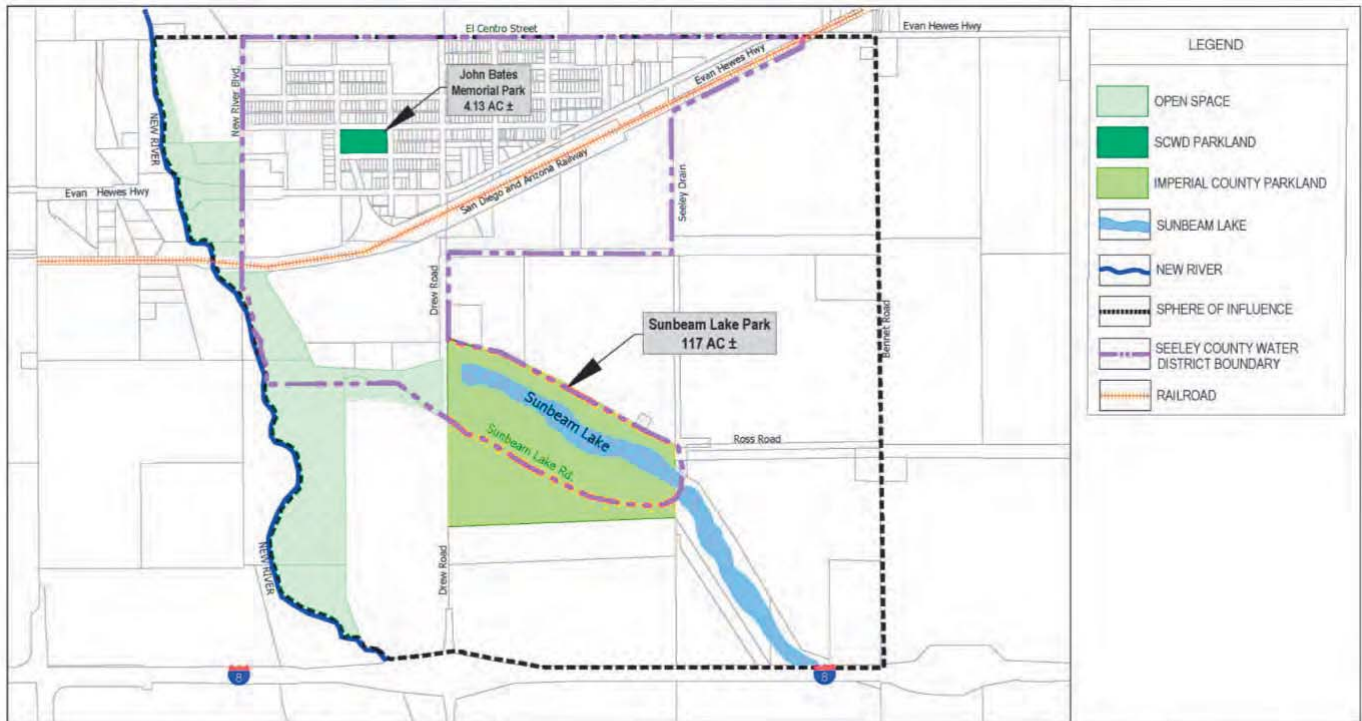 El Centro Street
Evan Hewes Hwy
Evan Hewes Hwy
LEGEND
John Bates
Memorial Park
4.13 AC ±
New River Blvd.
NEW RIVER
OPEN SPACE
SCWD PARKLAND
San Diego and Arizona Railway
Seeley Drain
Evan Hewes Hwy
IMPERIAL COUNTY PARKLAND
SUNBEAM LAKE
NEW RIVER
Drew Road
SPHERE OF INFLUENCE
Sunbeam Lake Park
117 AC ±
Bennet Road
SEELEY COUNTY WATER
DISTRICT BOUNDARY
RAILROAD
Sunbeam Lake
Sunbeam Lake Rd.
Ross Road
NEW RIVER
Drew Road
8
8